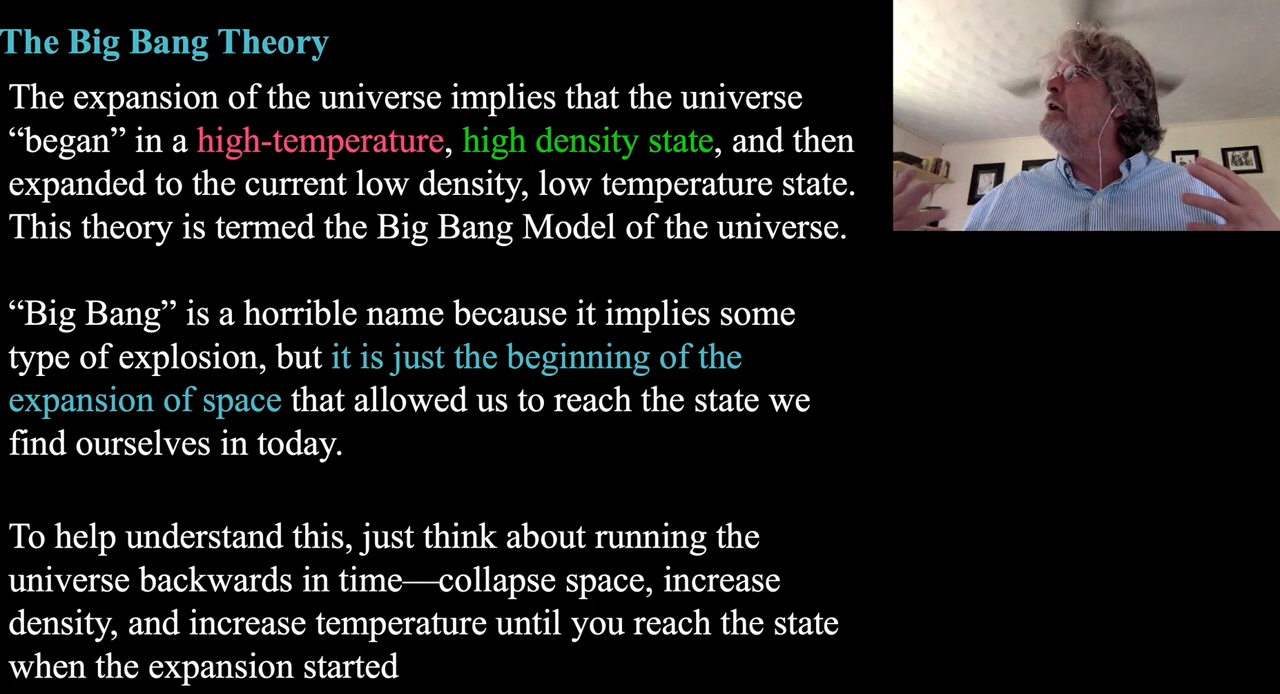 The Big Bang Theory
The expansion of the universe implies that the universe
“began” in a high-temperature, high density state, and then
expanded to the current low density, low temperature state.
This theory is termed the Big Bang Model of the universe.
“Big Bang” is a horrible name because it implies some
type of explosion, but it is just the beginning of the
expansion of space that allowed us to reach the state we
find ourselves in today.
To help understand this, just think about running the
universe backwards in time—collapse space, increase
density, and increase temperature until you reach the state
when the expansion started